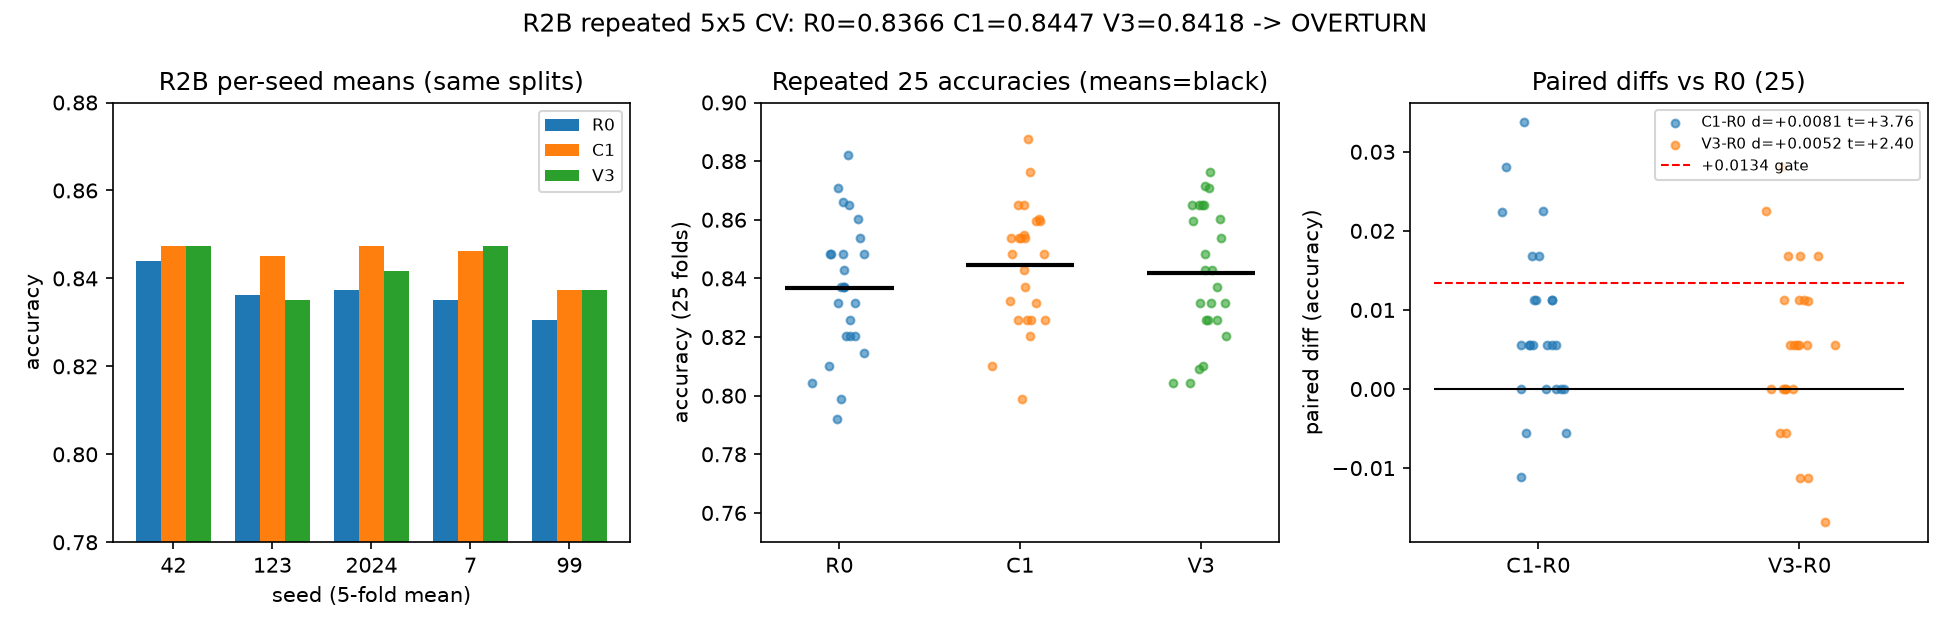 R2B repeated 5x5 CV: R0=0.8366 C1=0.8447 V3=0.8418 -> OVERTURN
R2B per-seed means (same splits)
accuracy
0.88
0.86
0.84
0.82
0.80
0.78
R0
C1
V3
42 123 2024 7 99
seed (5-fold mean)
Repeated 25 accuracies (means=black)
accuracy (25 folds)
0.90
0.88
0.86
0.84
0.82
0.80
0.78
0.76
R0 C1 V3
Paired diffs vs R0 (25)
paired diff (accuracy)
0.03
0.02
0.01
0.00
−0.01
C1-R0 d=+0.0081 t=+3.76
V3-R0 d=+0.0052 t=+2.40
+0.0134 gate
C1-R0 V3-R0